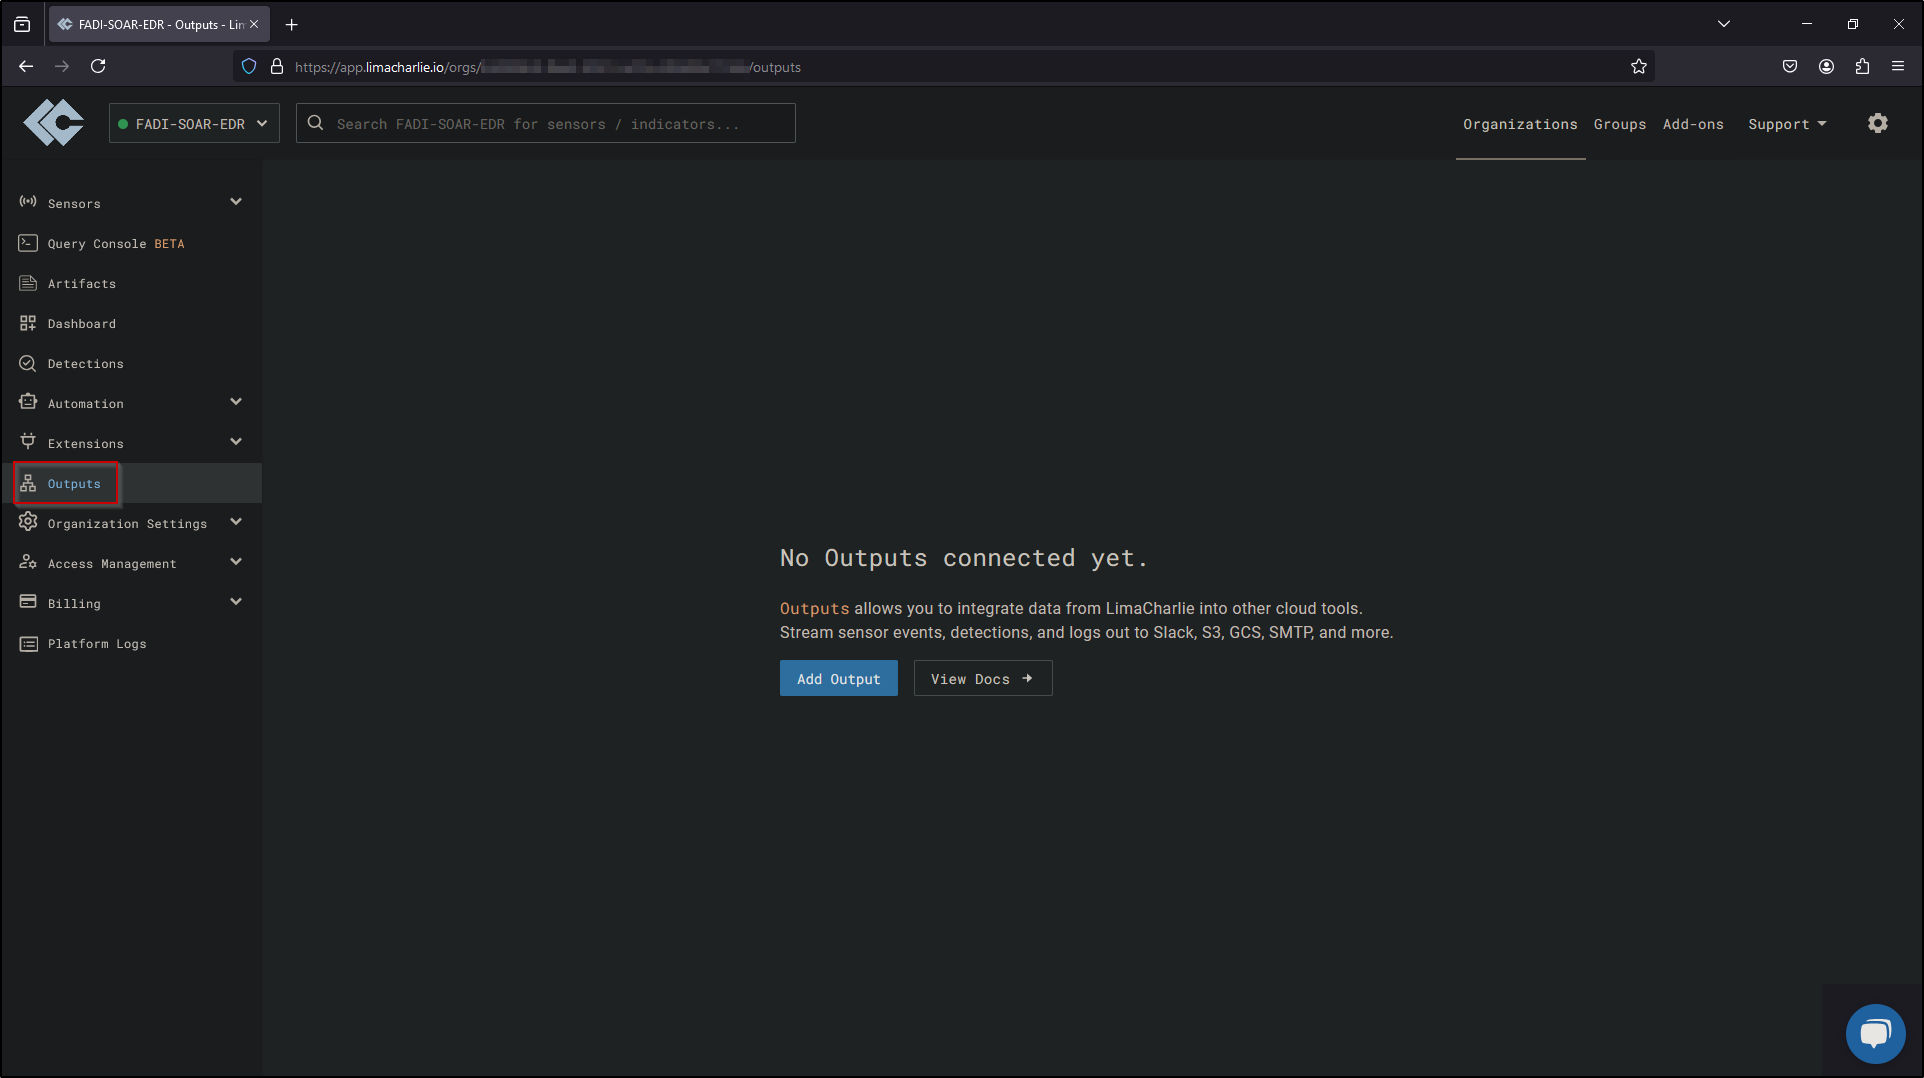 FADI-SOAR-EDR - Outputs - Lim
https://app.limacharlie.io/orgs/
/outputs
FADI-SOAR-EDR
Search FADI-SOAR-EDR for sensors / indicators...
Organizations
Groups
Add-ons
Support
Sensors
Query Console BETA
Artifacts
Dashboard
Detections
Automation
Extensions
Outputs
Organization Settings
Access Management
Billing
Platform Logs
No Outputs connected yet.
Outputs allows you to integrate data from LimaCharlie into other cloud tools.
Stream sensor events, detections, and logs out to Slack, S3, GCS, SMTP, and more.
Add Output
View Docs